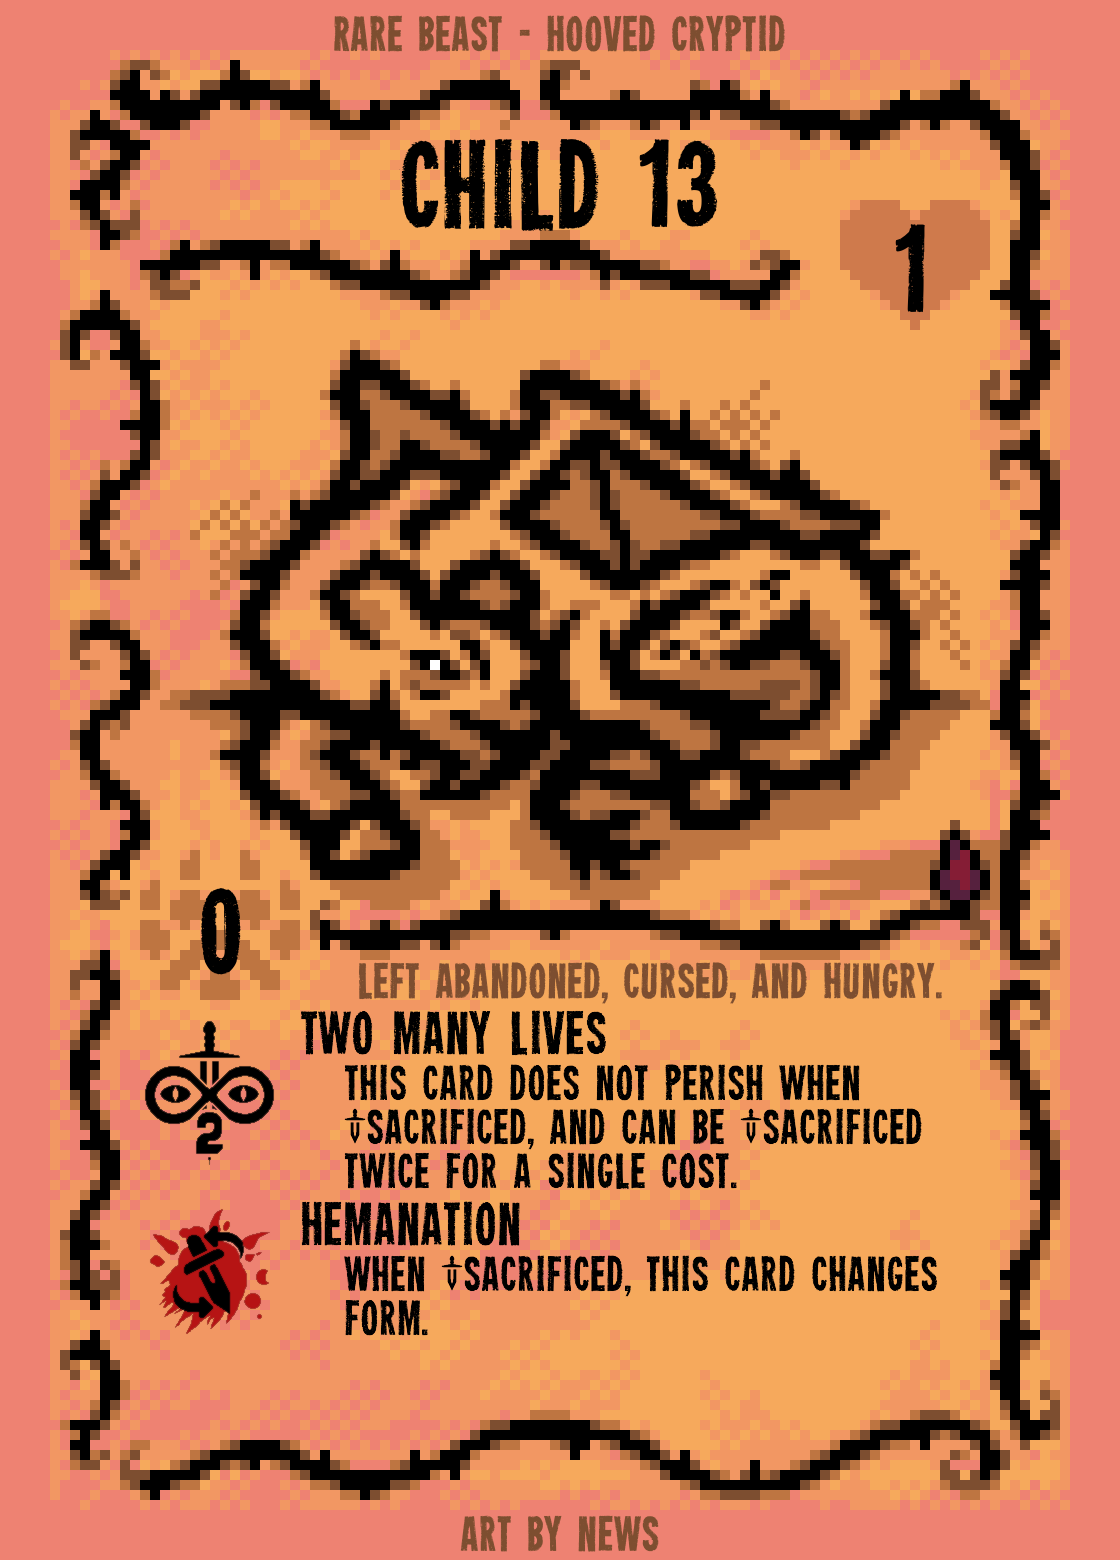 RARE BEAST - HOOVED CRYPTID
CHILD 13
1
0
LEFT ABANDONED, CURSED, AND HUNGRY.
TWO MANY LIVES
THIS CARD DOES NOT PERISH WHEN
SACRIFICED, AND CAN BE SACRIFICED
TWICE FOR A SINGLE COST.
2
HEMANATION
WHEN SACRIFICED, THIS CARD CHANGES
FORM.
ART BY NEWS